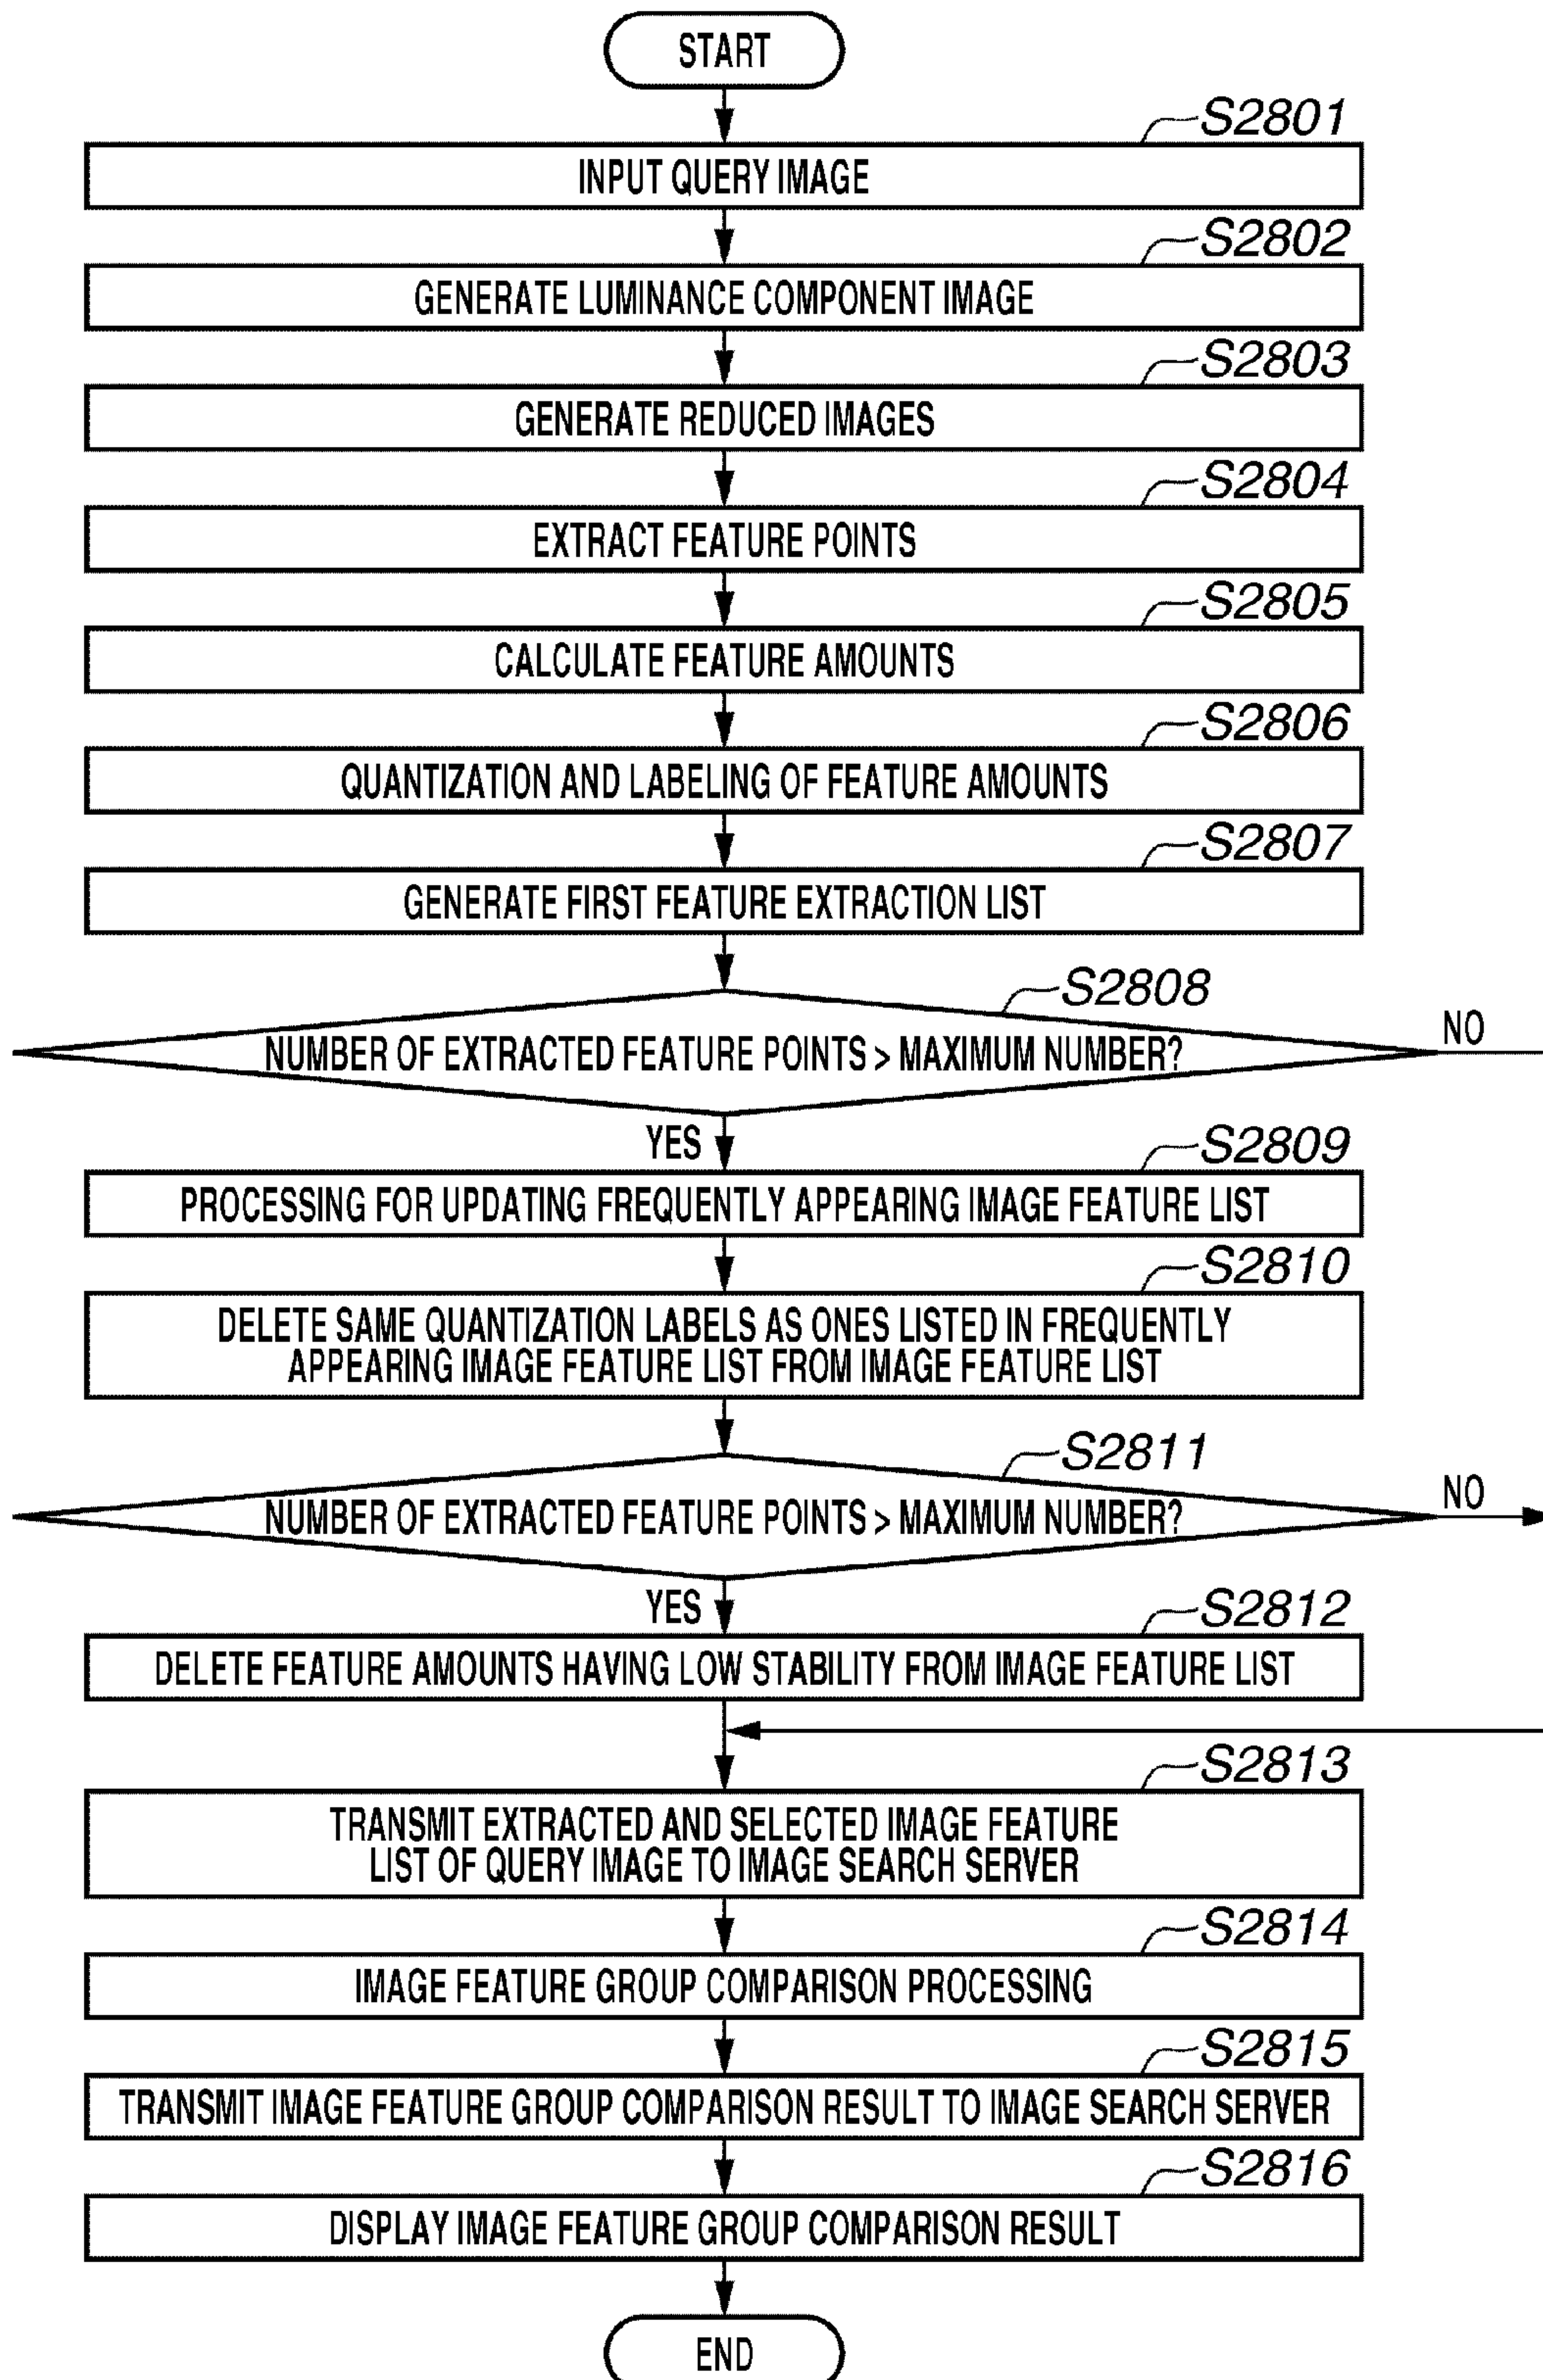 START
S2801
INPUT QUERY IMAGE
S2802
GENERATE LUMINANCE COMPONENT IMAGE
S2803
GENERATE REDUCED IMAGES
S2804
EXTRACT FEATURE POINTS
S2805
CALCULATE FEATURE AMOUNTS
S2806
QUANTIZATION AND LABELING OF FEATURE AMOUNTS
S2807
GENERATE FIRST FEATURE EXTRACTION LIST
S2808
NUMBER OF EXTRACTED FEATURE POINTS > MAXIMUM NUMBER?
NO
YES
S2809
PROCESSING FOR UPDATING FREQUENTLY APPEARING IMAGE FEATURE LIST
S2810
DELETE SAME QUANTIZATION LABELS AS ONES LISTED IN FREQUENTLY
APPEARING IMAGE FEATURE LIST FROM IMAGE FEATURE LIST
S2811
NUMBER OF EXTRACTED FEATURE POINTS > MAXIMUM NUMBER?
NO
YES
S2812
DELETE FEATURE AMOUNTS HAVING LOW STABILITY FROM IMAGE FEATURE LIST
S2813
TRANSMIT EXTRACTED AND SELECTED IMAGE FEATURE
LIST OF QUERY IMAGE TO IMAGE SEARCH SERVER
S2814
IMAGE FEATURE GROUP COMPARISON PROCESSING
S2815
TRANSMIT IMAGE FEATURE GROUP COMPARISON RESULT TO IMAGE SEARCH SERVER
S2816
DISPLAY IMAGE FEATURE GROUP COMPARISON RESULT
END